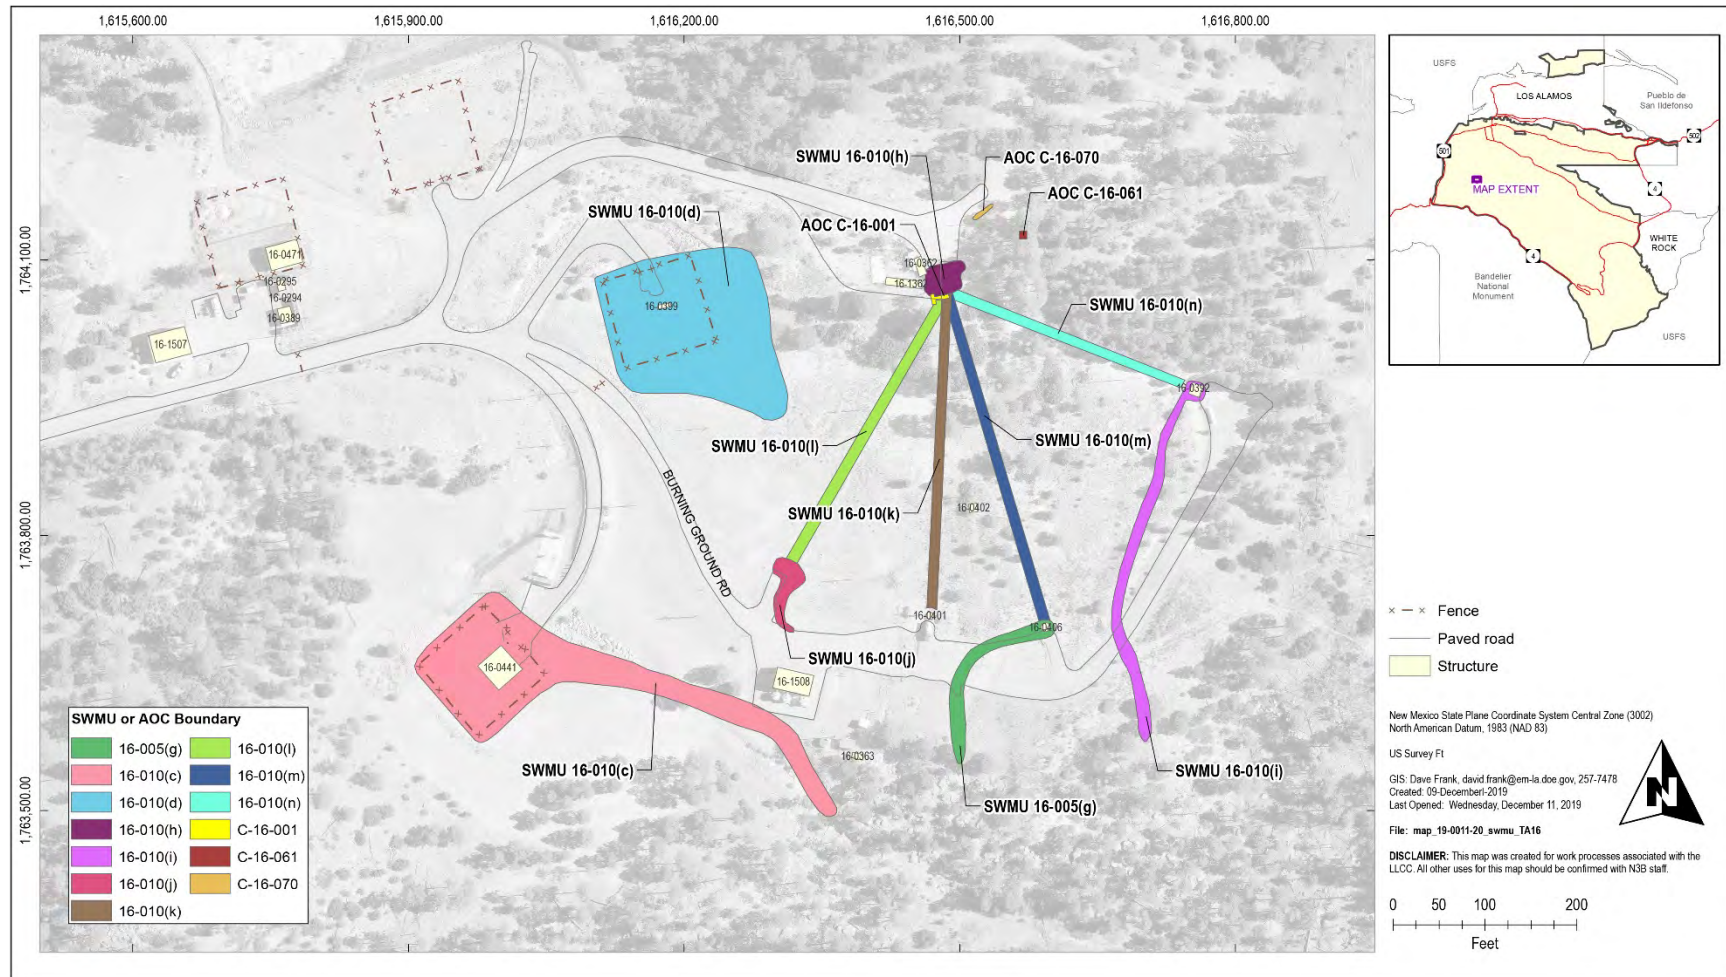 1,615,600.00
1,615,900.00
1,616,200.00
1,616,500.00
1,616,800.00
1,764,100.00
1,763,800.00
1,763,500.00
SWMU 16-010(h)
AOC C-16-070
AOC C-16-061
SWMU 16-010(d)
AOC C-16-001
16-0471
16-0295
16-0294
16-0389
16-1507
16-0362
16-136
16-0399
SWMU 16-010(n)
16-0392
SWMU 16-010(l)
SWMU 16-010(m)
BURNING GROUND RD
SWMU 16-010(k)
16-0402
16-0401
16-0406
SWMU 16-010(j)
16-0441
16-1508
16-0363
SWMU 16-010(c)
SWMU 16-010(i)
SWMU 16-005(g)
SWMU or AOC Boundary
16-005(g)
16-010(c)
16-010(d)
16-010(h)
16-010(i)
16-010(j)
16-010(k)
16-010(l)
16-010(m)
16-010(n)
C-16-001
C-16-061
C-16-070
USFS
LOS ALAMOS
Pueblo de
San Ildefonso
502
501
MAP EXTENT
4
WHITE
ROCK
4
Bandelier
National
Monument
USFS
Fence
Paved road
Structure
New Mexico State Plane Coordinate System Central Zone (3002)
North American Datum, 1983 (NAD 83)
US Survey Ft
GIS: Dave Frank, david.frank@em-la.doe.gov, 257-7478
Created: 09-Decemberl-2019
Last Opened: Wednesday, December 11, 2019
File: map_19-0011-20_swmu_TA16
N
DISCLAIMER: This map was created for work processes associated with the
LLCC. All other uses for this map should be confirmed with N3B staff.
0 50 100 200
Feet